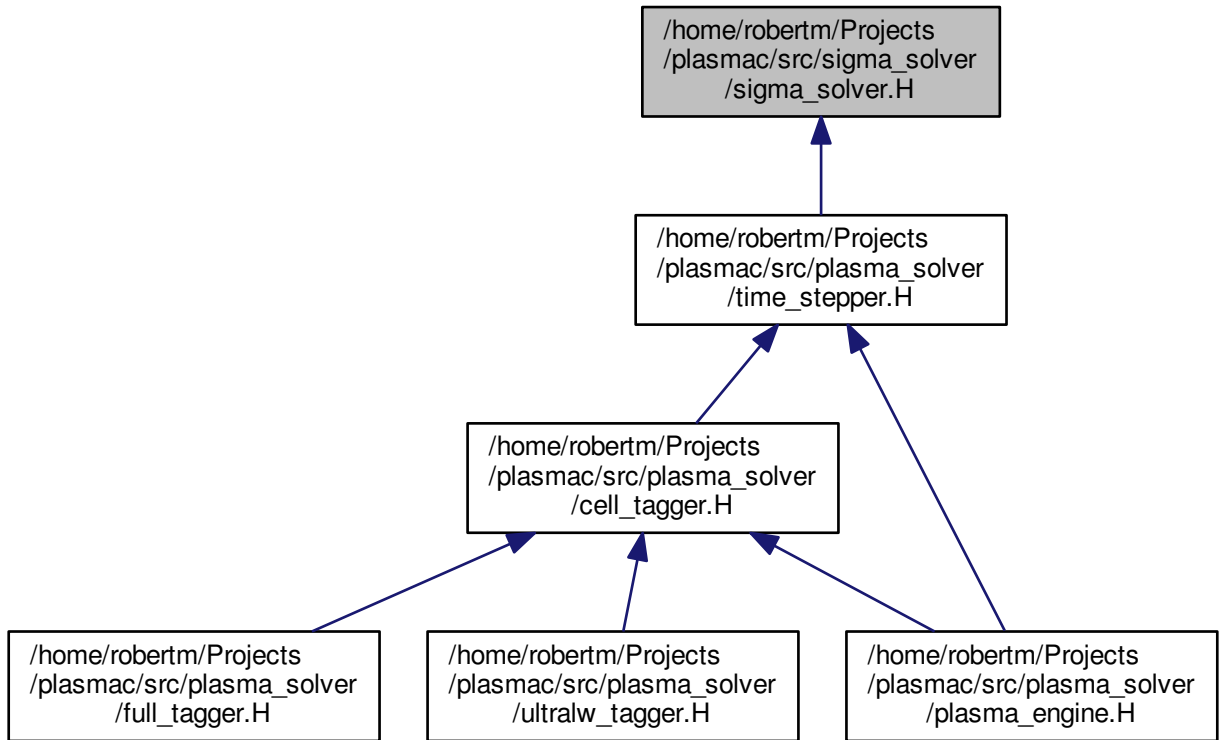 /home/robertm/Projects
/plasmac/src/sigma_solver
/sigma_solver.H
/home/robertm/Projects
/plasmac/src/plasma_solver
/time_stepper.H
/home/robertm/Projects
/plasmac/src/plasma_solver
/cell_tagger.H
/home/robertm/Projects
/plasmac/src/plasma_solver
/full_tagger.H
/home/robertm/Projects
/plasmac/src/plasma_solver
/ultralw_tagger.H
/home/robertm/Projects
/plasmac/src/plasma_solver
/plasma_engine.H